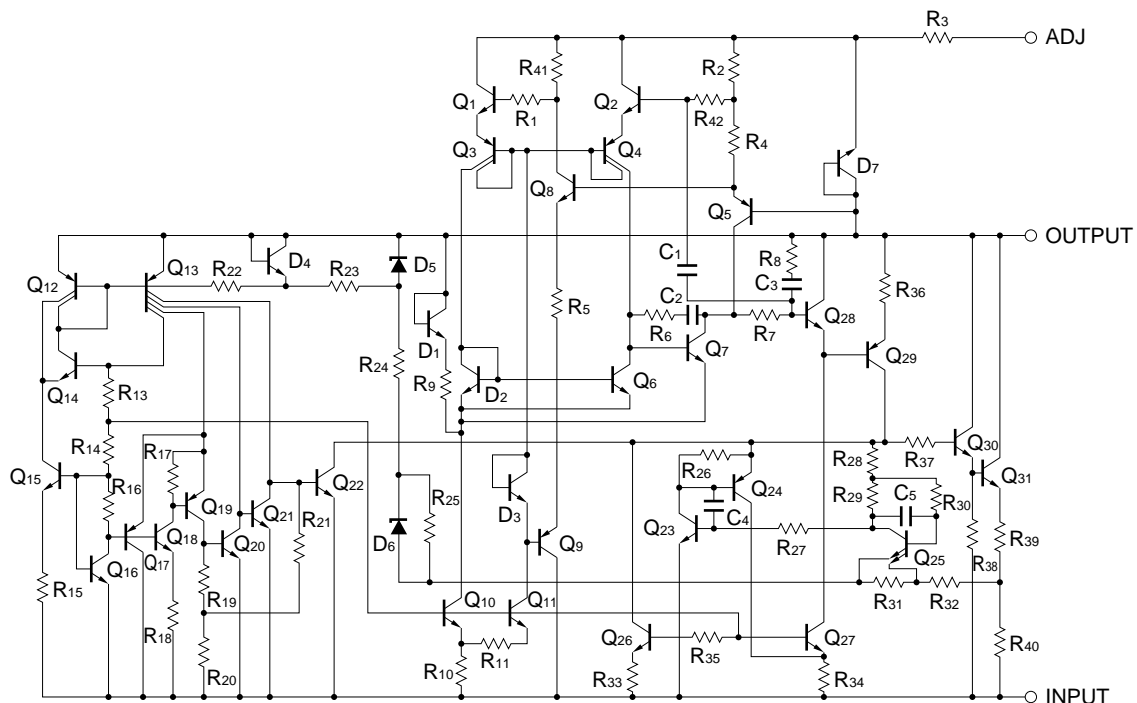 R3
ADJ
R41
R2
Q1
R1
Q2
R42
R4
Q3
Q4
D7
Q8
Q5
OUTPUT
Q12
Q13
R22
D4
R23
D5
C1
R8
C3
R36
R5
C2
R6
R7
Q28
D1
Q7
Q29
Q14
R13
R24
R9
D2
Q6
R14
R17
Q15
R16
Q22
R26
R28
R37
Q30
Q19
Q21
R21
R25
D3
Q24
R29
C5
R30
Q31
Q18
Q20
D6
Q9
Q23
C4
R27
Q25
R39
Q16
Q17
R38
R15
R19
Q10
Q11
R31
R32
R18
Q26
R35
Q27
R40
R20
R10
R11
R33
R34
INPUT